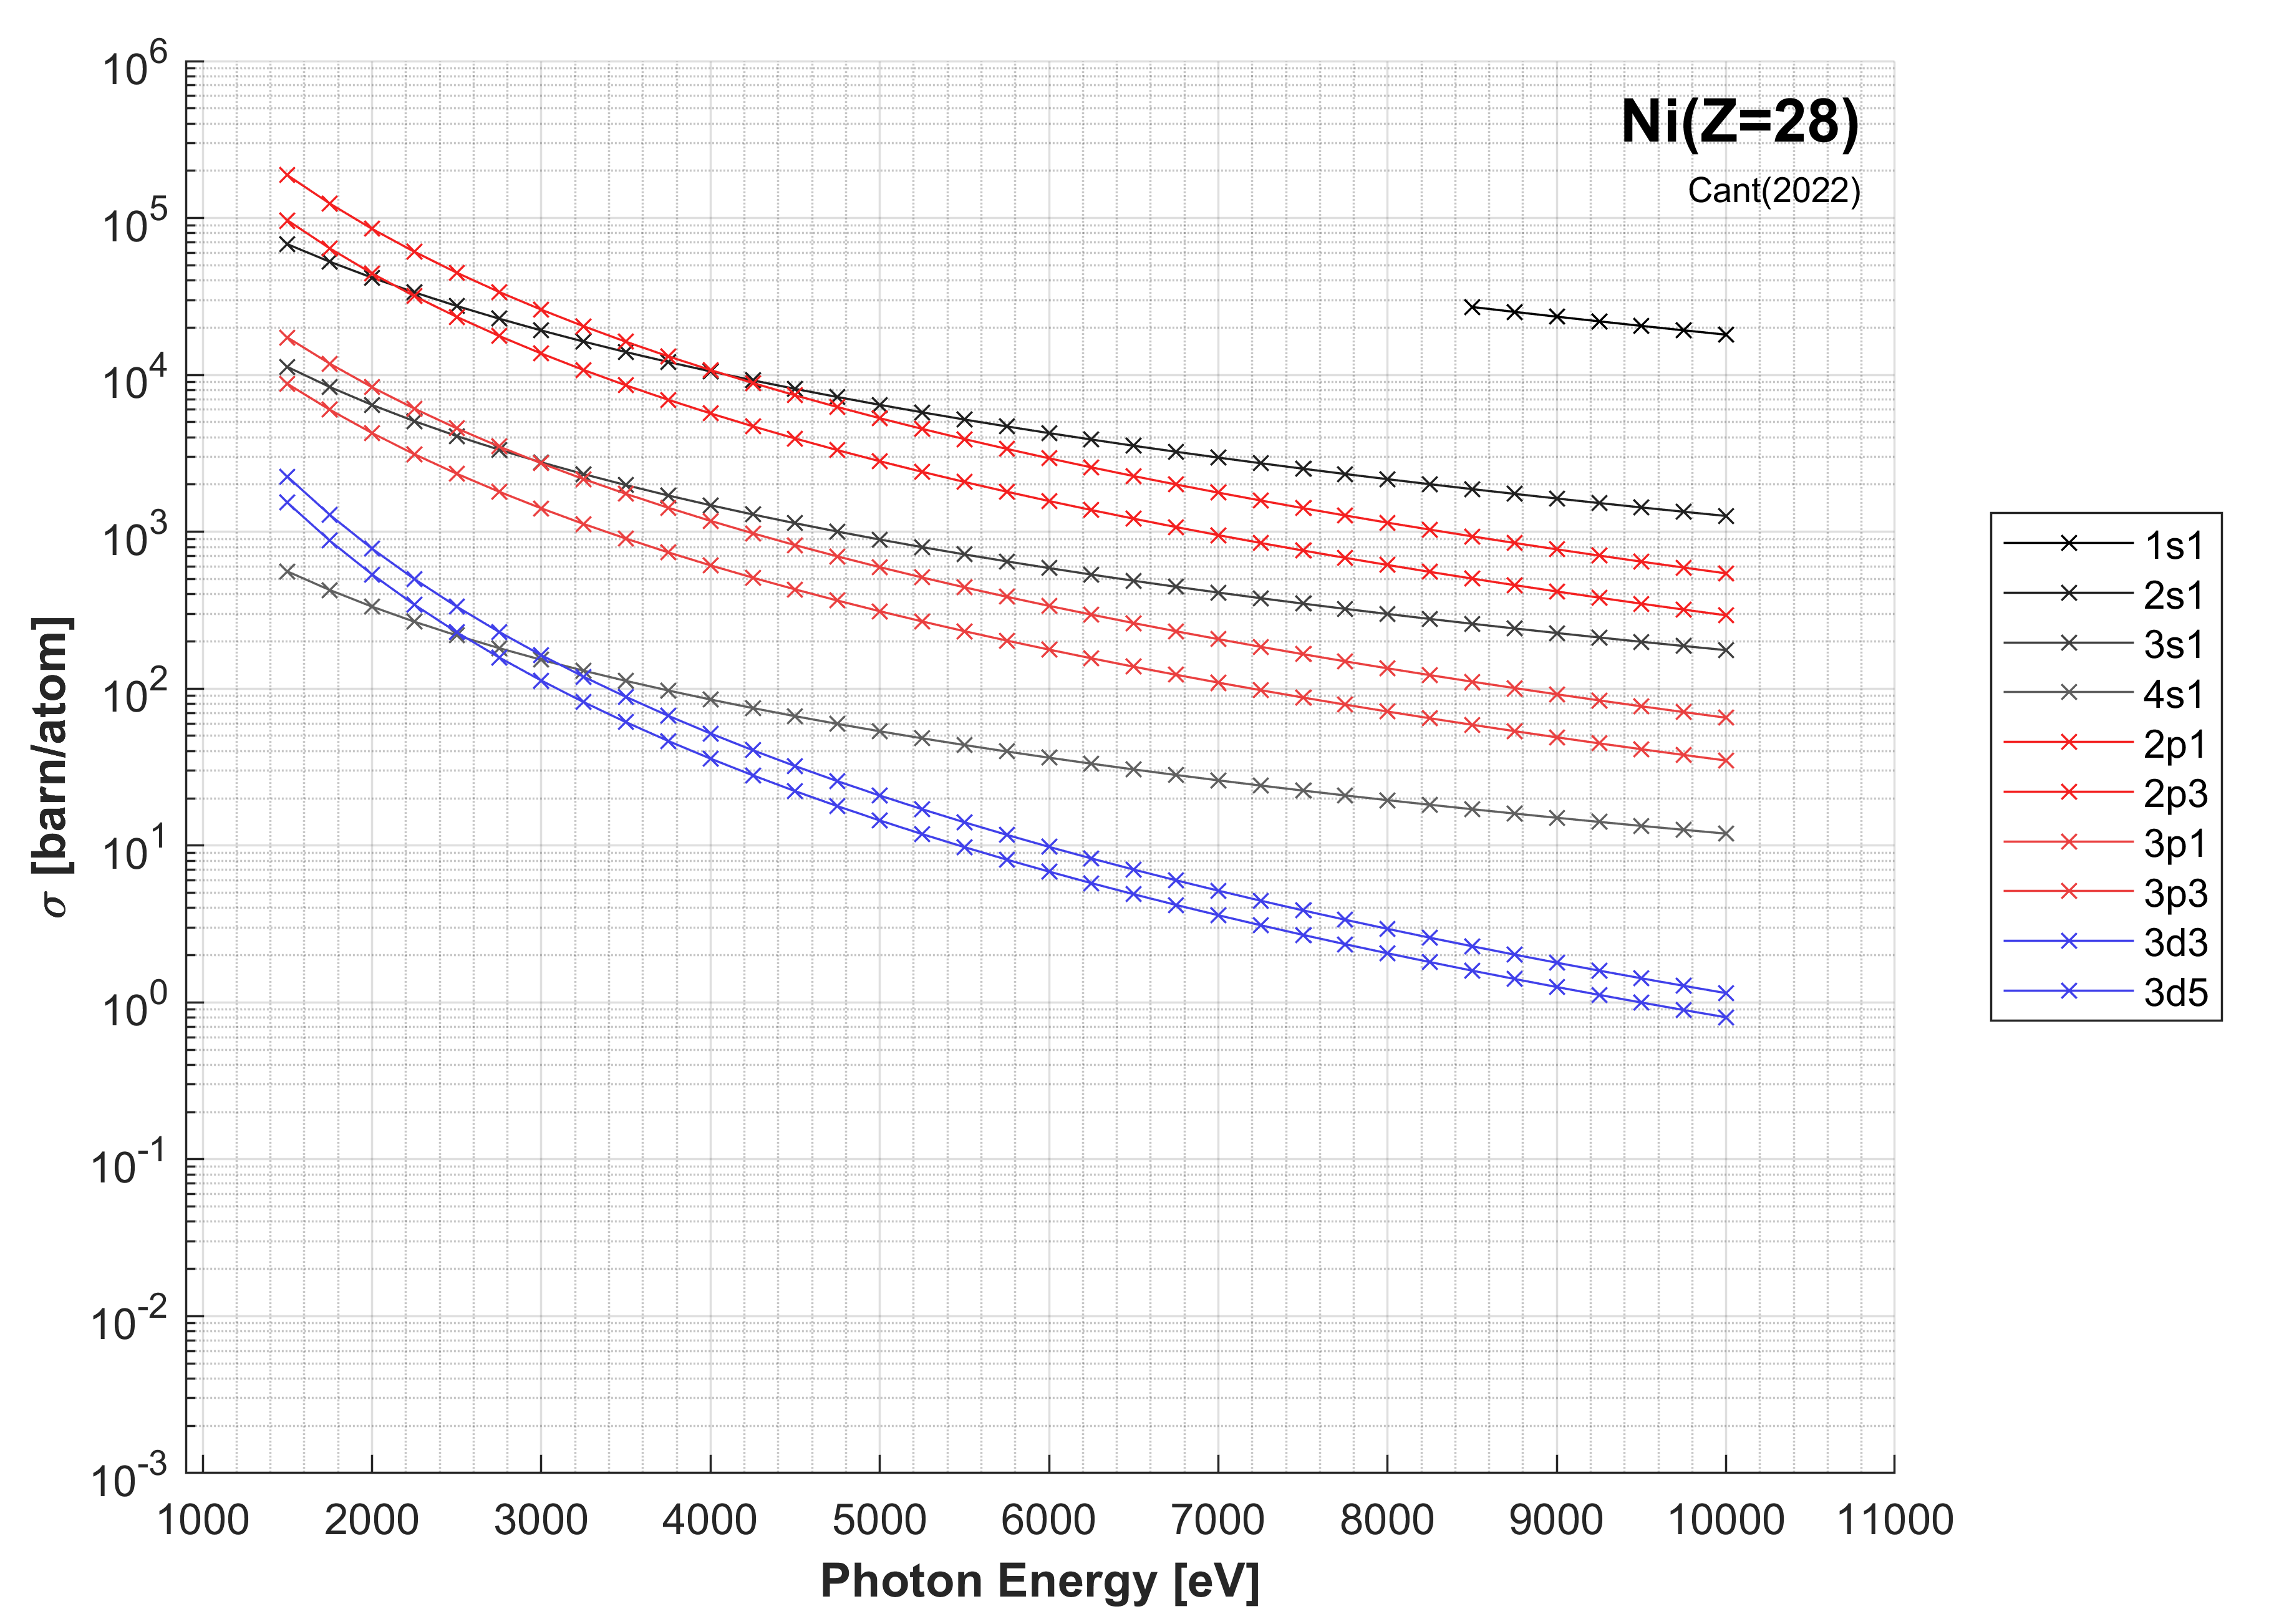 Ni(Z=28)
Cant(2022)
σ [barn/atom]
10^6
10^5
10^4
10^3
10^2
10^1
10^0
10^-1
10^-2
10^-3
1000 2000 3000 4000 5000 6000 7000 8000 9000 10000 11000
Photon Energy [eV]
1s1
2s1
3s1
4s1
2p1
2p3
3p1
3p3
3d3
3d5